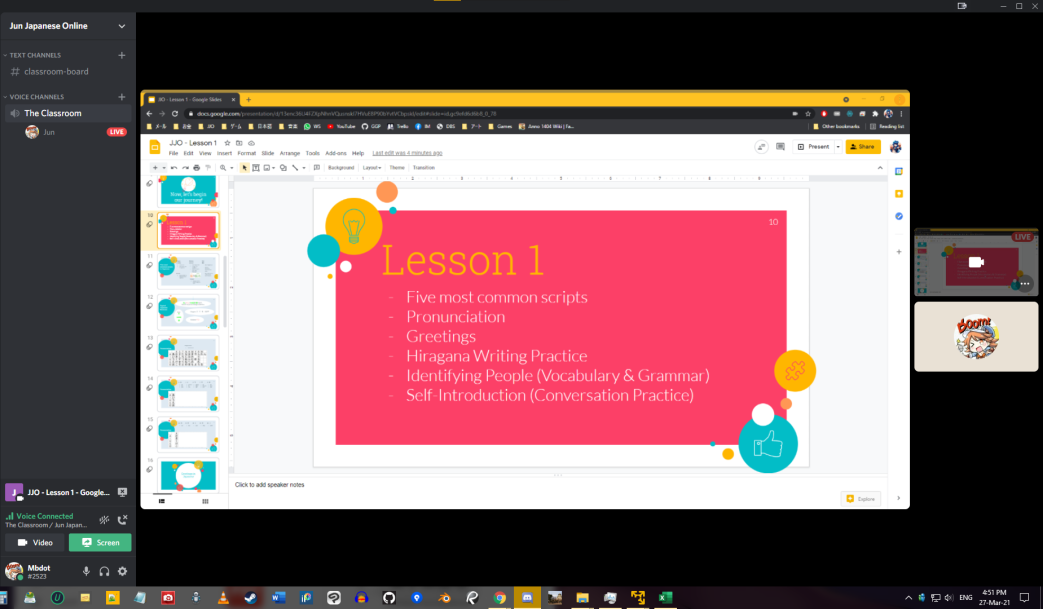 Jun Japanese Online
TEXT CHANNELS
classroom-board
VOICE CHANNELS
The Classroom
Jun
LIVE
JJO - Lesson 1 - Google...
Voice Connected
The Classroom / Jun Japan...
Video
Screen
Mbdot
#2523
JJO - Lesson 1 - Google Slides
YouTube
GCP
Trello
Games
Other bookmarks
Reading list
JJO - Lesson 1
File Edit View Insert Format Slide Arrange Tools Add-ons Help Last edit was 4 minutes ago
Present
Share
Background Layout Theme Transition
Now, let's begin
our journey!
10
11
12
13
14
15
16
10
Lesson 1
- Five most common scripts
- Pronunciation
- Greetings
- Hiragana Writing Practice
- Identifying People (Vocabulary & Grammar)
- Self-Introduction (Conversation Practice)
Click to add speaker notes
Explore
LIVE
BOOM!
ENG
4:51 PM
27-Mar-21